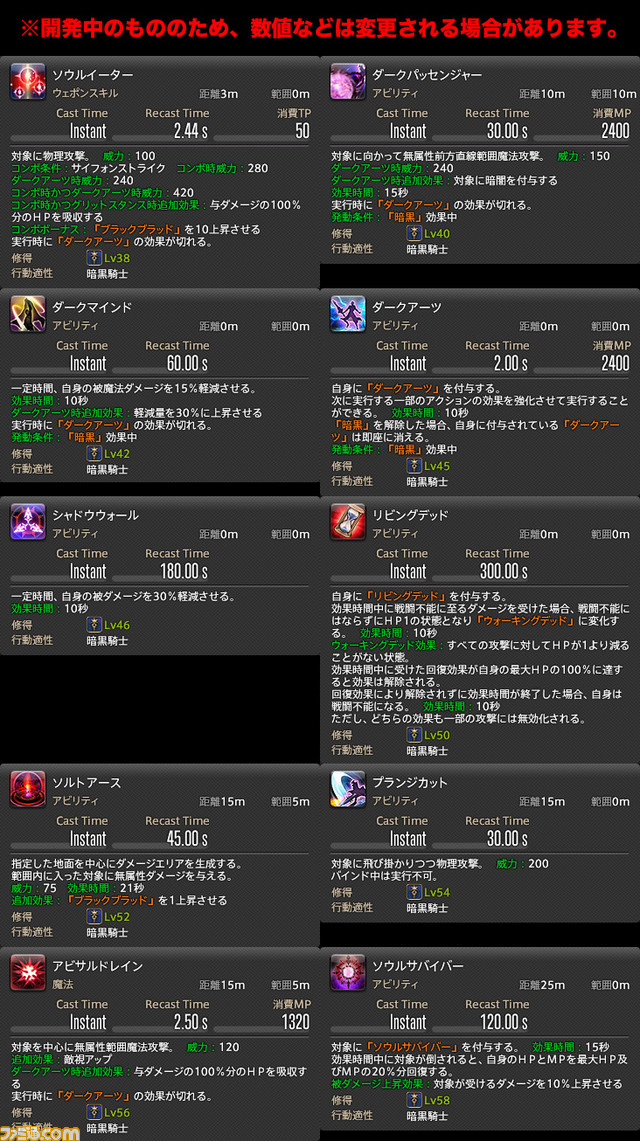 ※開発中のもののため、数値などは変更される場合があります。
ソウルイーター
ウェポンスキル 距離3m 範囲0m
Cast Time Recast Time 消費TP
Instant 2.44 s 50
対象に物理攻撃。 威力：100
コンボ条件：サイフォンストライク コンボ時威力：280
ダークアーツ時威力：240
コンボ時かつダークアーツ時威力：420
コンボ時かつグリットスタンス時追加効果：与ダメージの100％
分のＨＰを吸収する
コンボボーナス：「ブラックブラッド」を10上昇させる
実行時に「ダークアーツ」の効果が切れる。
修得 Lv38
行動適性 暗黒騎士
ダークパッセンジャー
アビリティ 距離10m 範囲10m
Cast Time Recast Time 消費MP
Instant 30.00 s 2400
対象に向かって無属性前方直線範囲魔法攻撃。 威力：150
ダークアーツ時威力：240
ダークアーツ時追加効果：対象に暗闇を付与する
効果時間：15秒
実行時に「ダークアーツ」の効果が切れる。
発動条件：「暗黒」効果中
修得 Lv40
行動適性 暗黒騎士
ダークマインド
アビリティ 距離0m 範囲0m
Cast Time Recast Time
Instant 60.00 s
一定時間、自身の被魔法ダメージを15％軽減させる。
効果時間：10秒
ダークアーツ時追加効果：軽減量を30％に上昇させる
実行時に「ダークアーツ」の効果が切れる。
発動条件：「暗黒」効果中
修得 Lv42
行動適性 暗黒騎士
ダークアーツ
アビリティ 距離0m 範囲0m
Cast Time Recast Time 消費MP
Instant 2.00 s 2400
自身に「ダークアーツ」を付与する。
次に実行する一部のアクションの効果を強化させて実行すること
ができる。 効果時間：10秒
「暗黒」を解除した場合、自身に付与されている「ダークアー
ツ」は即座に消える。
発動条件：「暗黒」効果中
修得 Lv45
行動適性 暗黒騎士
シャドウウォール
アビリティ 距離0m 範囲0m
Cast Time Recast Time
Instant 180.00 s
一定時間、自身の被ダメージを30％軽減させる。
効果時間：10秒
修得 Lv46
行動適性 暗黒騎士
リビングデッド
アビリティ 距離0m 範囲0m
Cast Time Recast Time
Instant 300.00 s
自身に「リビングデッド」を付与する。
効果時間中に戦闘不能に至るダメージを受けた場合、戦闘不能に
はならずにＨＰ1の状態となり「ウォーキングデッド」に変化す
る。 効果時間：10秒
ウォーキングデッド効果：すべての攻撃に対してＨＰが1より減る
ことがない状態。
効果時間中に受けた回復効果が自身の最大ＨＰの100％に達す
ると効果は解除される。
回復効果により解除されずに効果時間が終了した場合、自身は
戦闘不能になる。 効果時間：10秒
ただし、どちらの効果も一部の攻撃には無効化される。
修得 Lv50
行動適性 暗黒騎士
ソルトアース
アビリティ 距離15m 範囲5m
Cast Time Recast Time
Instant 45.00 s
指定した地面を中心にダメージエリアを生成する。
範囲内に入った対象に無属性ダメージを与える。
威力：75 効果時間：21秒
追加効果：「ブラックブラッド」を1上昇させる
修得 Lv52
行動適性 暗黒騎士
プランジカット
アビリティ 距離15m 範囲0m
Cast Time Recast Time
Instant 30.00 s
対象に飛び掛かりつつ物理攻撃。 威力：200
バインド中は実行不可。
修得 Lv54
行動適性 暗黒騎士
アビサルドレイン
魔法 距離15m 範囲5m
Cast Time Recast Time 消費MP
Instant 2.50 s 1320
対象を中心に無属性範囲魔法攻撃。 威力：120
追加効果：敵視アップ
ダークアーツ時追加効果：与ダメージの100％分のＨＰを吸収す
る
実行時に「ダークアーツ」の効果が切れる。
修得 Lv56
行動適性 暗黒騎士
ファミ通.com
ソウルサバイバー
アビリティ 距離25m 範囲0m
Cast Time Recast Time
Instant 120.00 s
対象に「ソウルサバイバー」を付与する。 効果時間：15秒
効果時間中に対象が倒されると、自身のＨＰとＭＰを最大ＨＰ及
びＭＰの20％分回復する。
被ダメージ上昇効果：対象が受けるダメージを10％上昇させる
修得 Lv58
行動適性 暗黒騎士